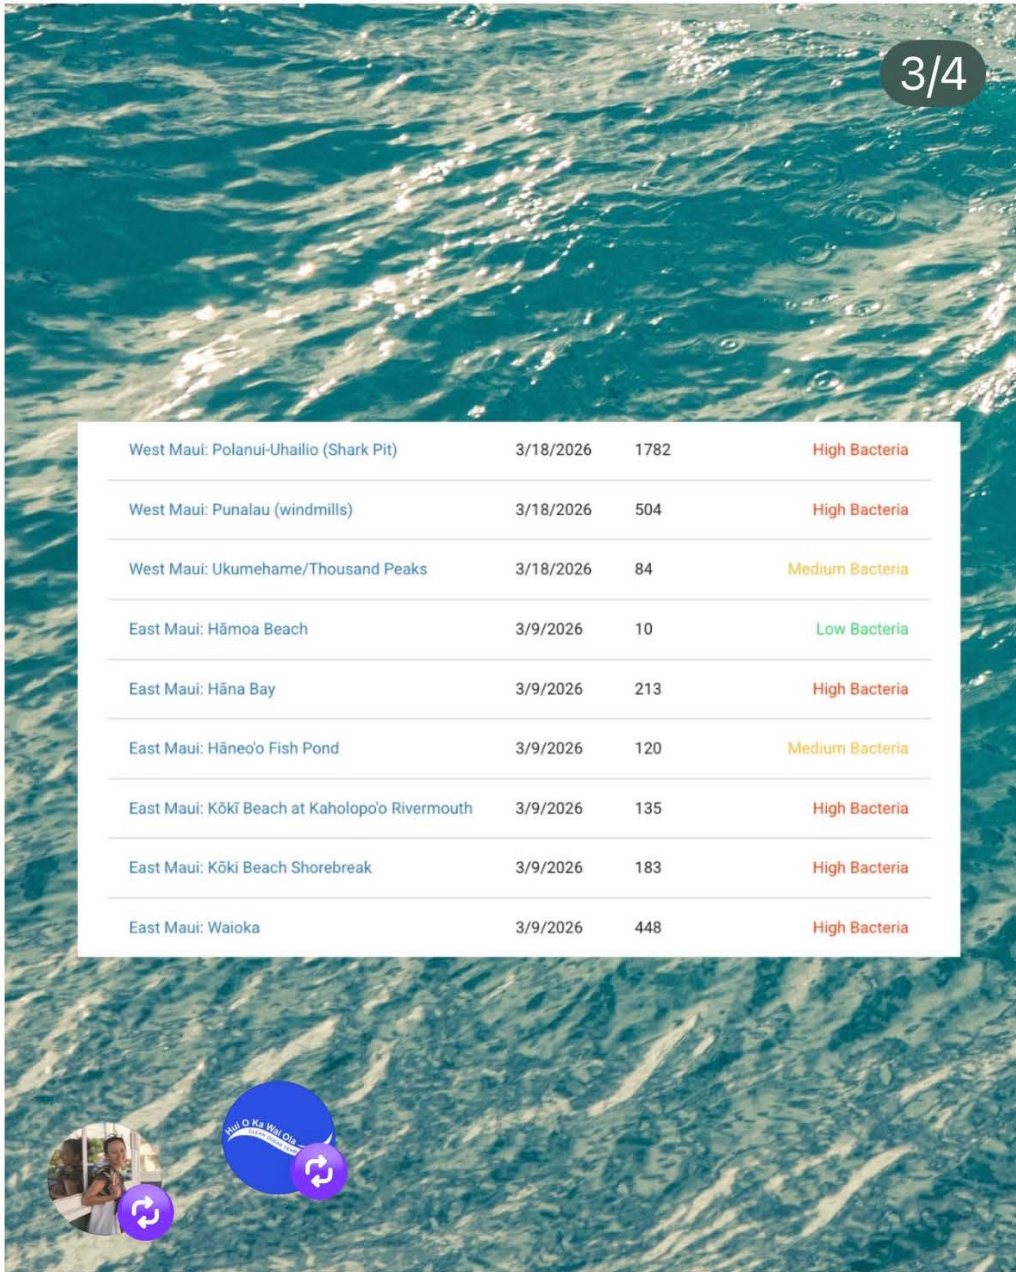 3/4
West Maui: Polanui-Uhailio (Shark Pit) 3/18/2026 1782 High Bacteria
West Maui: Punalau (windmills) 3/18/2026 504 High Bacteria
West Maui: Ukumehame/Thousand Peaks 3/18/2026 84 Medium Bacteria
East Maui: Hāmoa Beach 3/9/2026 10 Low Bacteria
East Maui: Hāna Bay 3/9/2026 213 High Bacteria
East Maui: Hāneo'o Fish Pond 3/9/2026 120 Medium Bacteria
East Maui: Kōkī Beach at Kaholopo'o Rivermouth 3/9/2026 135 High Bacteria
East Maui: Kōki Beach Shorebreak 3/9/2026 183 High Bacteria
East Maui: Waioka 3/9/2026 448 High Bacteria
Hui O Ka Wai Ola
CLEAN OCEAN